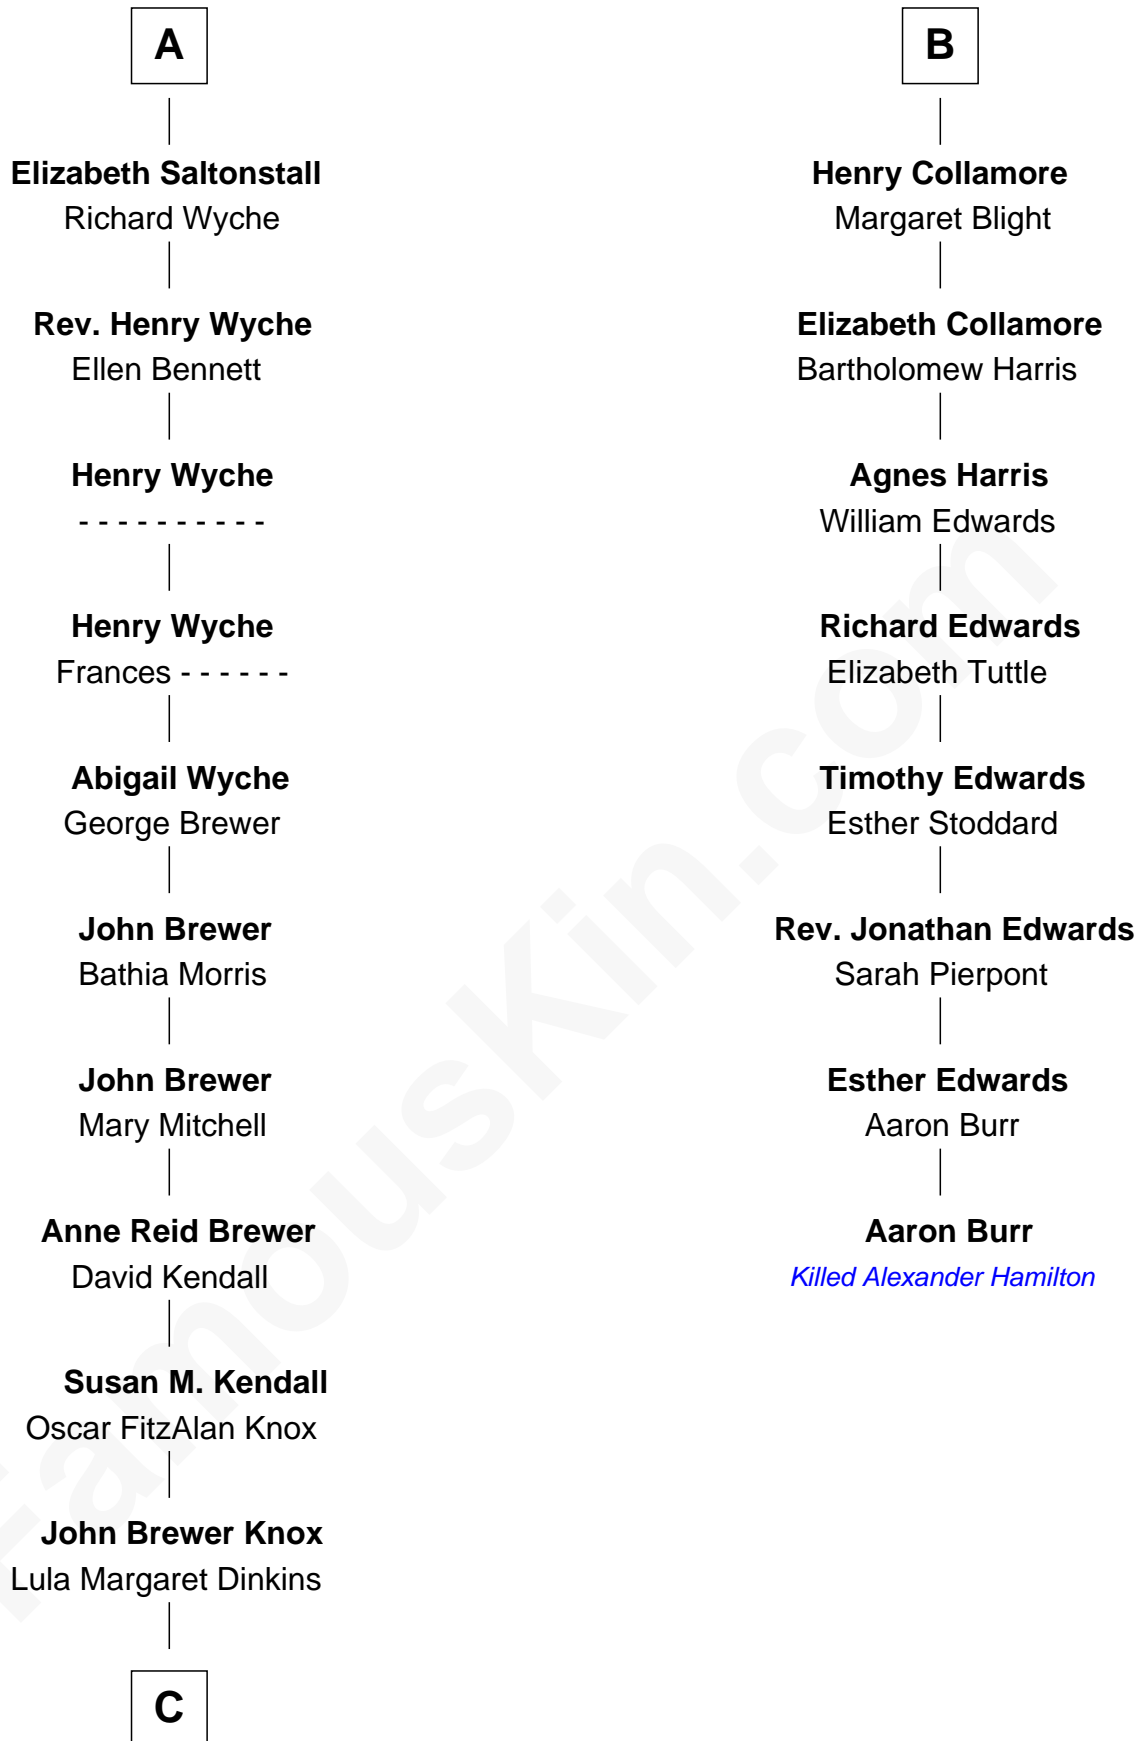 A
Elizabeth Saltonstall
Richard Wyche
Rev. Henry Wyche
Ellen Bennett
Henry Wyche
- - - - - - - - - -
Henry Wyche
Frances - - - - - -
Abigail Wyche
George Brewer
John Brewer
Bathia Morris
John Brewer
Mary Mitchell
Anne Reid Brewer
David Kendall
Susan M. Kendall
Oscar FitzAlan Knox
John Brewer Knox
Lula Margaret Dinkins
C
B
Henry Collamore
Margaret Blight
Elizabeth Collamore
Bartholomew Harris
Agnes Harris
William Edwards
Richard Edwards
Elizabeth Tuttle
Timothy Edwards
Esther Stoddard
Rev. Jonathan Edwards
Sarah Pierpont
Esther Edwards
Aaron Burr
Aaron Burr
Killed Alexander Hamilton
FamousKin.com